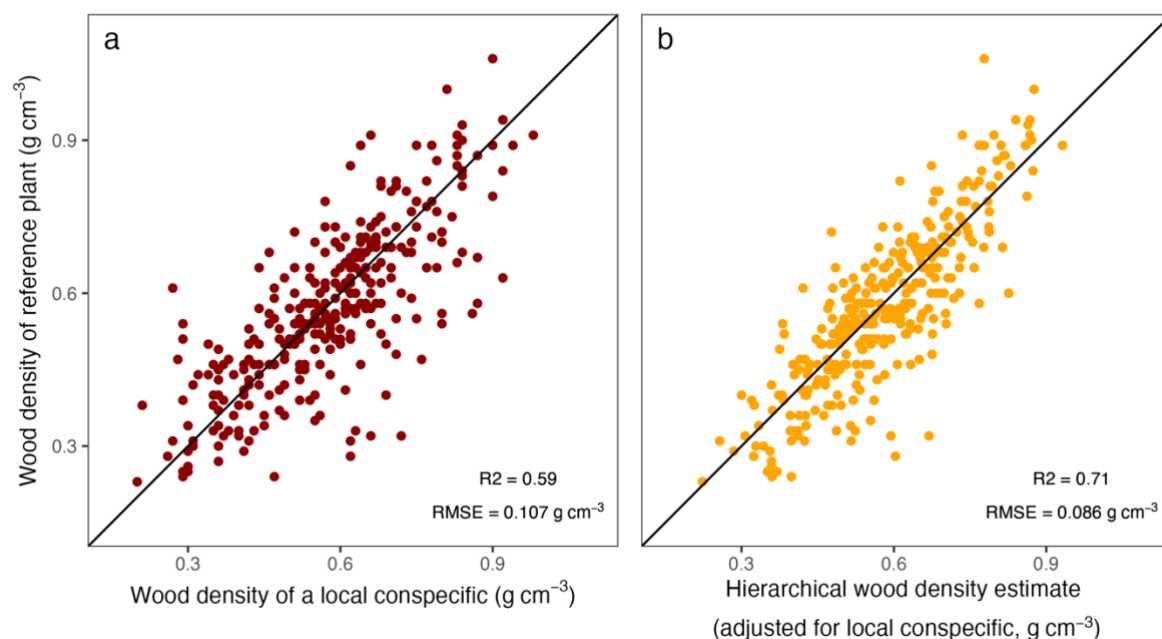 a
b
Wood density of reference plant (g cm⁻³)
0.9
0.6
0.3
R2 = 0.59
RMSE = 0.107 g cm⁻³
R2 = 0.71
RMSE = 0.086 g cm⁻³
0.3 0.6 0.9
0.3 0.6 0.9
Wood density of a local conspecific (g cm⁻³)
Hierarchical wood density estimate
(adjusted for local conspecific, g cm⁻³)